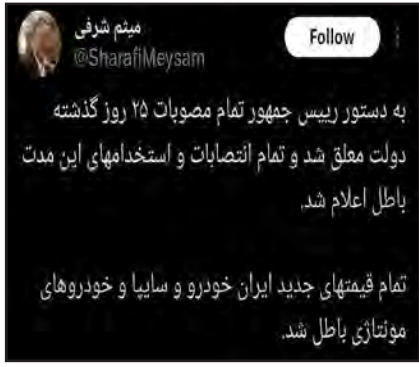 میثم شرفی
Follow
@SharafiMeysam
به دستور رییس جمهور تمام مصوبات ۲۵ روز گذشته
دولت معلق شد و تمام انتصابات و استخدامهای این مدت
باطل اعلام شد.
تمام قیمتهای جدید ایران خودرو و سایپا و خودروهای
مونتاژی باطل شد.